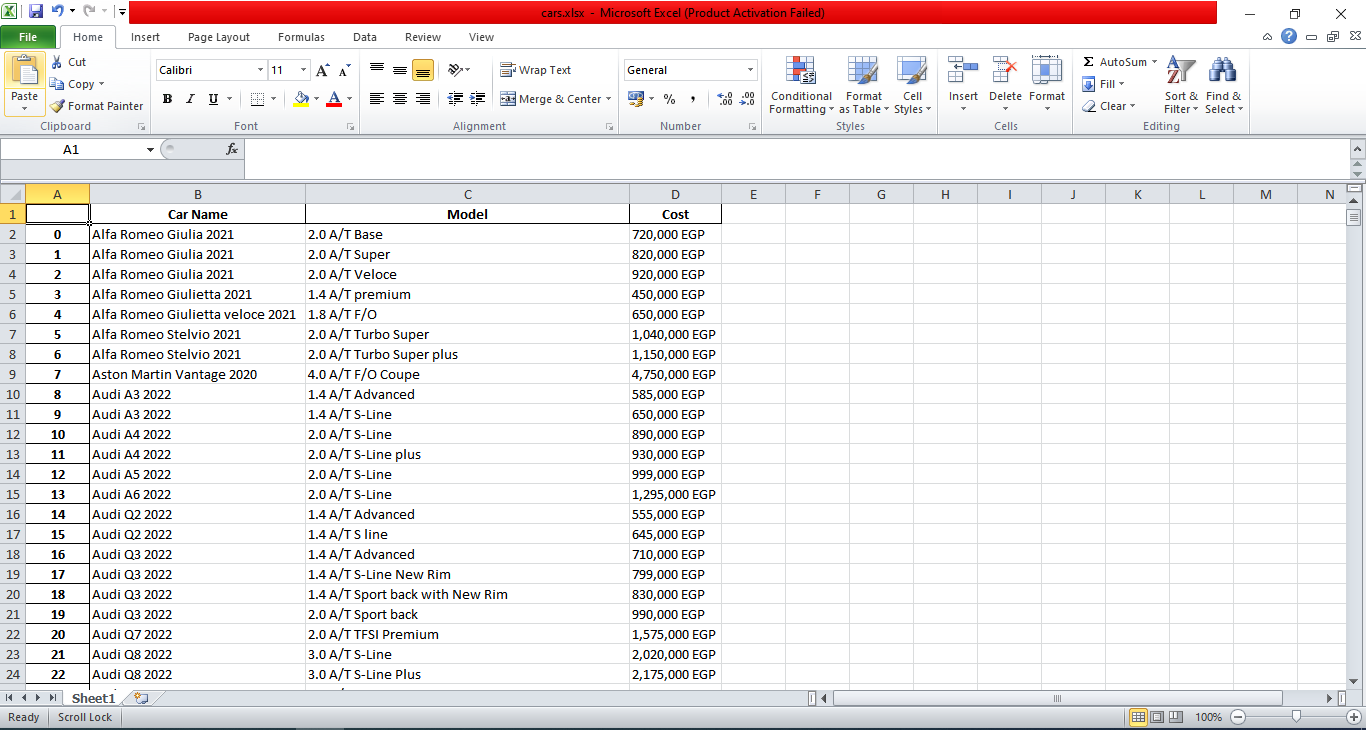 cars.xlsx - Microsoft Excel (Product Activation Failed)
File Home Insert Page Layout Formulas Data Review View
Paste Cut Copy Format Painter
Calibri 11
B I U A
Wrap Text
Merge & Center
General
% ,
Conditional Formatting Format as Table Cell Styles
Insert Delete Format
Σ AutoSum Fill Clear
Sort & Filter Find & Select
Clipboard Font Alignment Number Styles Cells Editing
A1 fx
A B C D E F G H I J K L M N
1 Car Name Model Cost
2 0 Alfa Romeo Giulia 2021 2.0 A/T Base 720,000 EGP
3 1 Alfa Romeo Giulia 2021 2.0 A/T Super 820,000 EGP
4 2 Alfa Romeo Giulia 2021 2.0 A/T Veloce 920,000 EGP
5 3 Alfa Romeo Giulietta 2021 1.4 A/T premium 450,000 EGP
6 4 Alfa Romeo Giulietta veloce 2021 1.8 A/T F/O 650,000 EGP
7 5 Alfa Romeo Stelvio 2021 2.0 A/T Turbo Super 1,040,000 EGP
8 6 Alfa Romeo Stelvio 2021 2.0 A/T Turbo Super plus 1,150,000 EGP
9 7 Aston Martin Vantage 2020 4.0 A/T F/O Coupe 4,750,000 EGP
10 8 Audi A3 2022 1.4 A/T Advanced 585,000 EGP
11 9 Audi A3 2022 1.4 A/T S-Line 650,000 EGP
12 10 Audi A4 2022 2.0 A/T S-Line 890,000 EGP
13 11 Audi A4 2022 2.0 A/T S-Line plus 930,000 EGP
14 12 Audi A5 2022 2.0 A/T S-Line 999,000 EGP
15 13 Audi A6 2022 2.0 A/T S-Line 1,295,000 EGP
16 14 Audi Q2 2022 1.4 A/T Advanced 555,000 EGP
17 15 Audi Q2 2022 1.4 A/T S line 645,000 EGP
18 16 Audi Q3 2022 1.4 A/T Advanced 710,000 EGP
19 17 Audi Q3 2022 1.4 A/T S-Line New Rim 799,000 EGP
20 18 Audi Q3 2022 1.4 A/T Sport back with New Rim 830,000 EGP
21 19 Audi Q3 2022 2.0 A/T Sport back 990,000 EGP
22 20 Audi Q7 2022 2.0 A/T TFSI Premium 1,575,000 EGP
23 21 Audi Q8 2022 3.0 A/T S-Line 2,020,000 EGP
24 22 Audi Q8 2022 3.0 A/T S-Line Plus 2,175,000 EGP
Sheet1
Ready Scroll Lock 100%